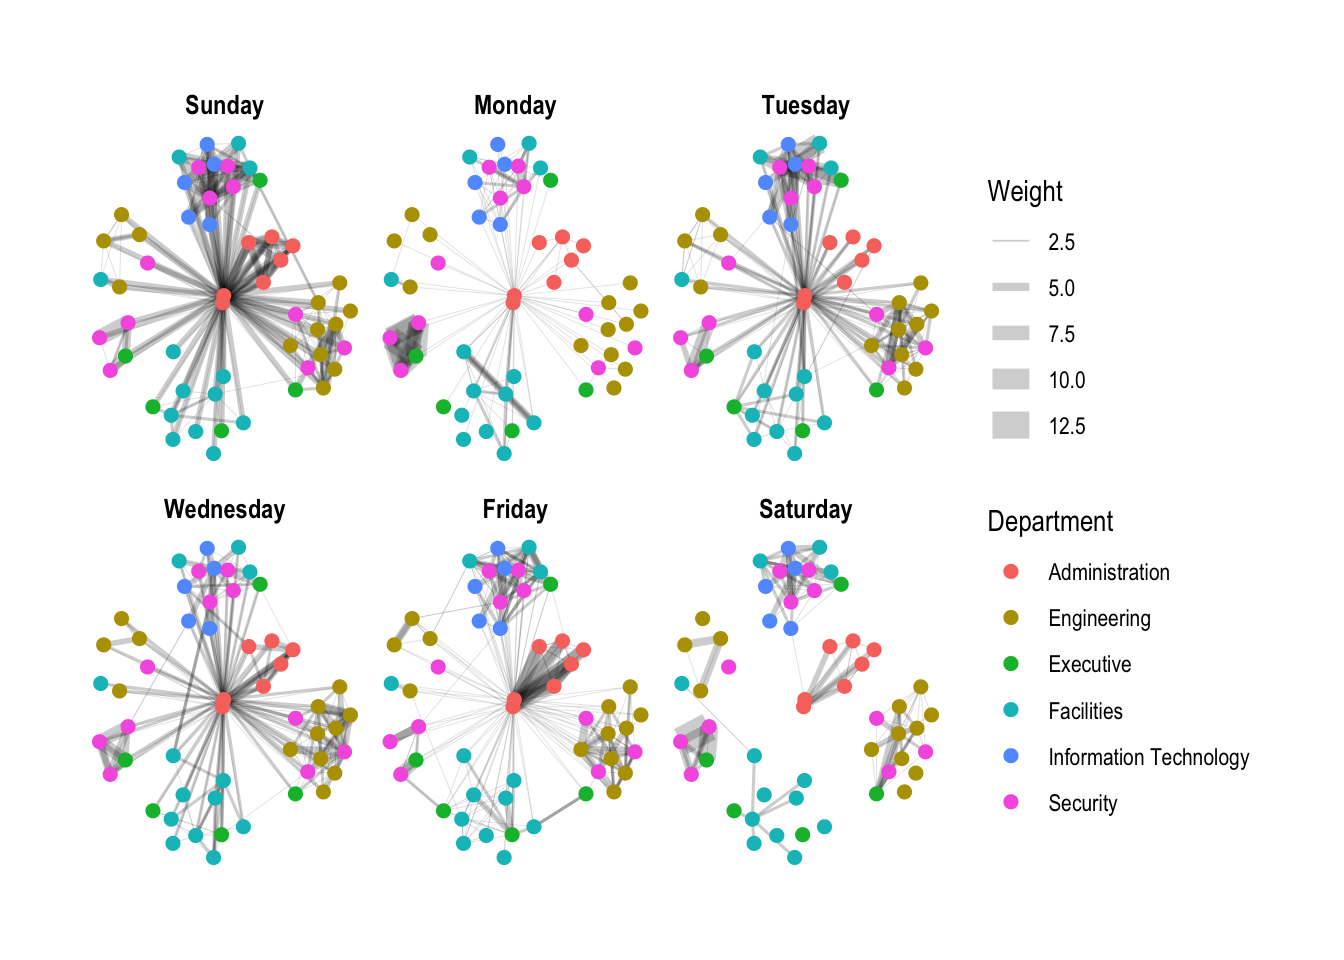 Sunday
Monday
Tuesday
Wednesday
Friday
Saturday
Weight
2.5
5.0
7.5
10.0
12.5
Department
Administration
Engineering
Executive
Facilities
Information Technology
Security